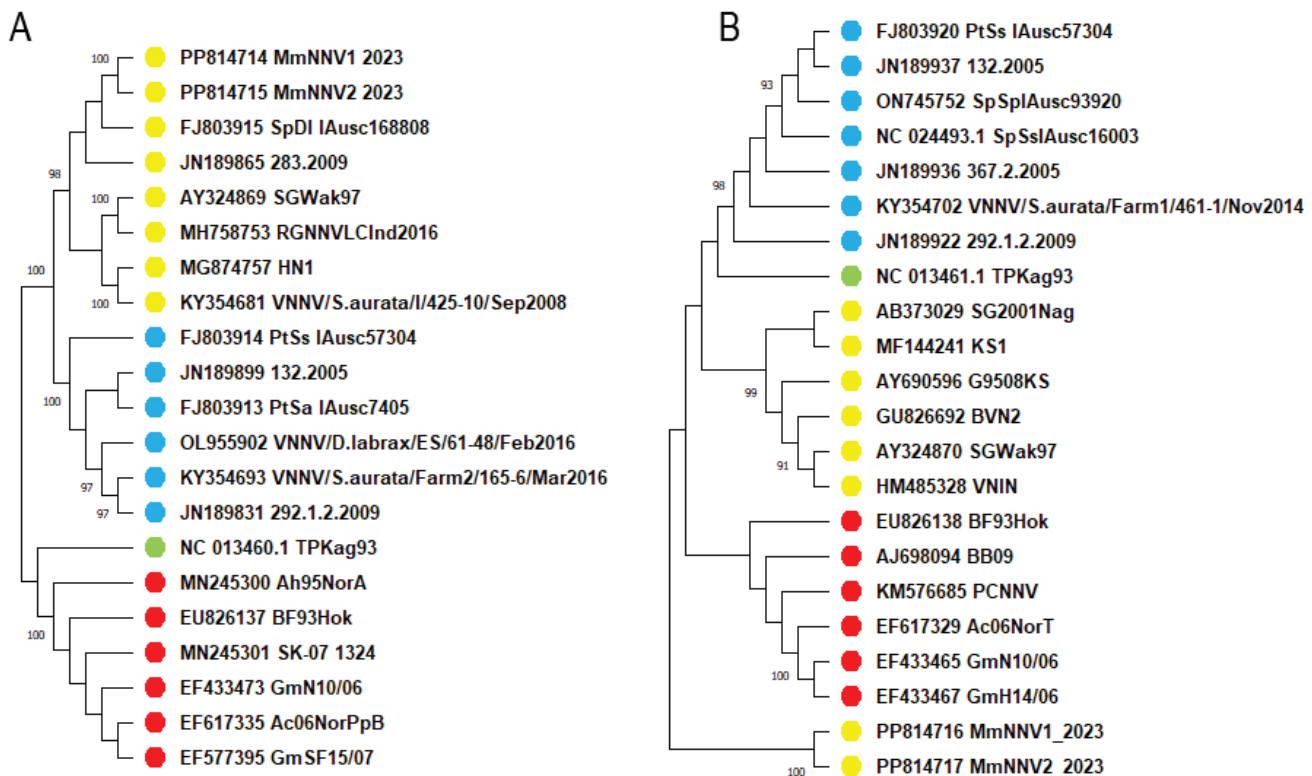 A
100
PP814714 MmNNV1 2023
PP814715 MmNNV2 2023
FJ803915 SpDl IAusc168808
98
JN189865 283.2009
100
AY324869 SGWak97
MH758753 RGNNVLCInd2016
100
MG874757 HN1
100
KY354681 VNNV/S.aurata/I/425-10/Sep2008
FJ803914 PtSs IAusc57304
JN189899 132.2005
100
FJ803913 PtSa IAusc7405
OL955902 VNNV/D.labrax/ES/61-48/Feb2016
97
KY354693 VNNV/S.aurata/Farm2/165-6/Mar2016
97
JN189831 292.1.2.2009
NC 013460.1 TPKag93
MN245300 Ah95NorA
100
EU826137 BF93Hok
MN245301 SK-07 1324
EF433473 GmN10/06
EF617335 Ac06NorPpB
EF577395 GmSF15/07
B
FJ803920 PtSs IAusc57304
JN189937 132.2005
93
ON745752 SpSpIAusc93920
NC 024493.1 SpSsIAusc16003
JN189936 367.2.2005
98
KY354702 VNNV/S.aurata/Farm1/461-1/Nov2014
JN189922 292.1.2.2009
NC 013461.1 TPKag93
AB373029 SG2001Nag
MF144241 KS1
99
AY690596 G9508KS
GU826692 BVN2
AY324870 SGWak97
91
HM485328 VNIN
EU826138 BF93Hok
AJ698094 BB09
KM576685 PCNNV
EF617329 Ac06NorT
EF433465 GmN10/06
100
EF433467 GmH14/06
PP814716 MmNNV1_2023
100
PP814717 MmNNV2_2023